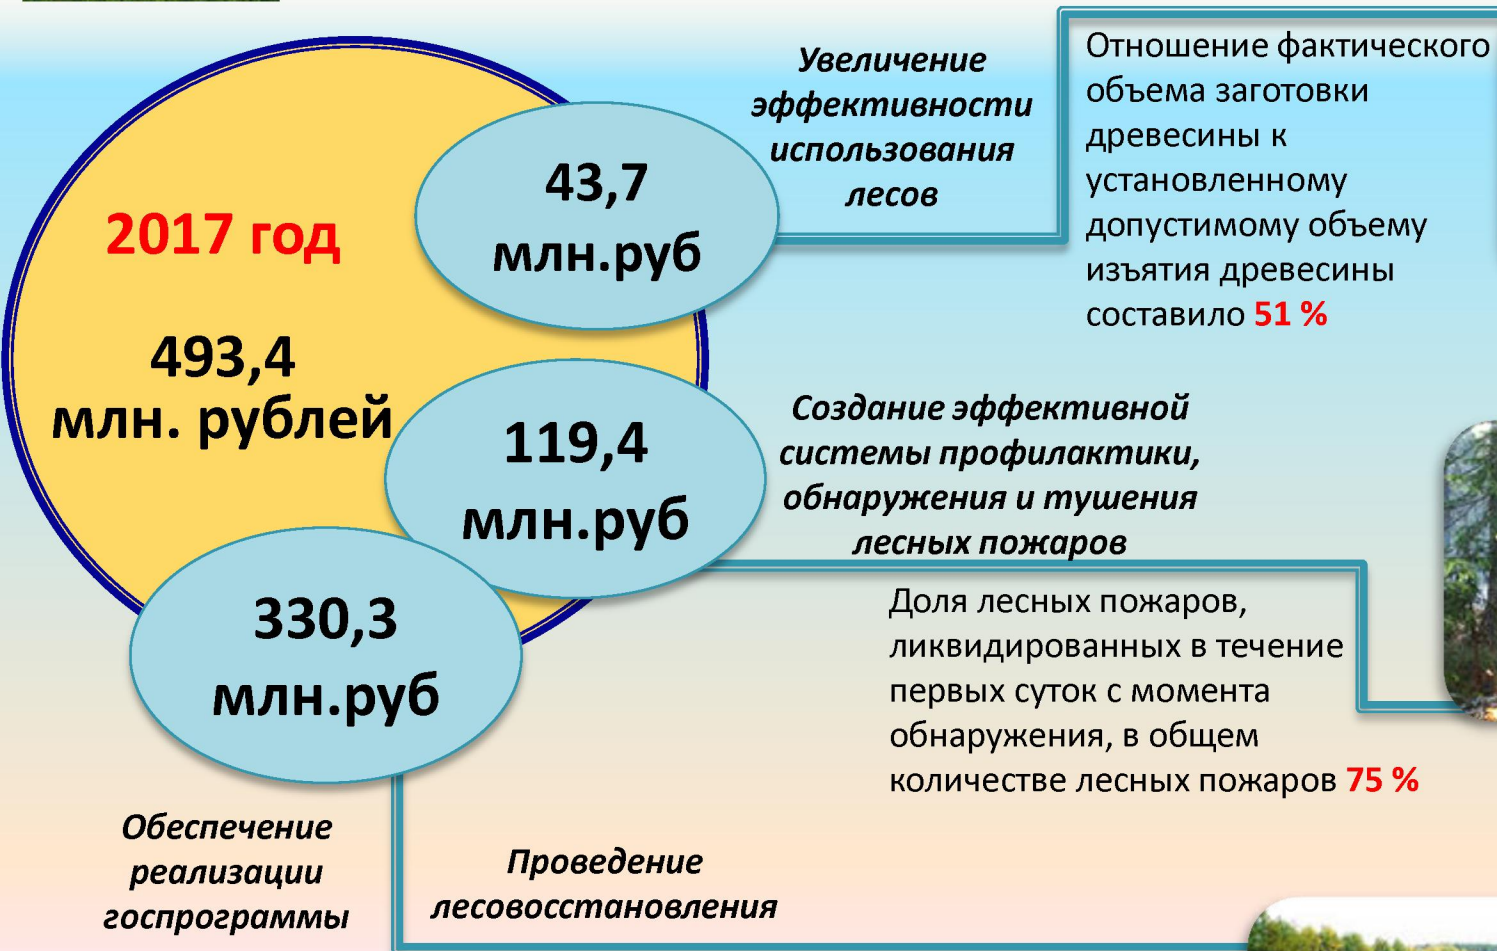 2017 год
493,4
млн. рублей
43,7
млн.руб
Увеличение
эффективности
использования
лесов
Отношение фактического
объема заготовки
древесины к
установленному
допустимому объему
изъятия древесины
составило 51 %
119,4
млн.руб
Создание эффективной
системы профилактики,
обнаружения и тушения
лесных пожаров
Доля лесных пожаров,
ликвидированных в течение
первых суток с момента
обнаружения, в общем
количестве лесных пожаров 75 %
330,3
млн.руб
Обеспечение
реализации
госпрограммы
Проведение
лесовосстановления